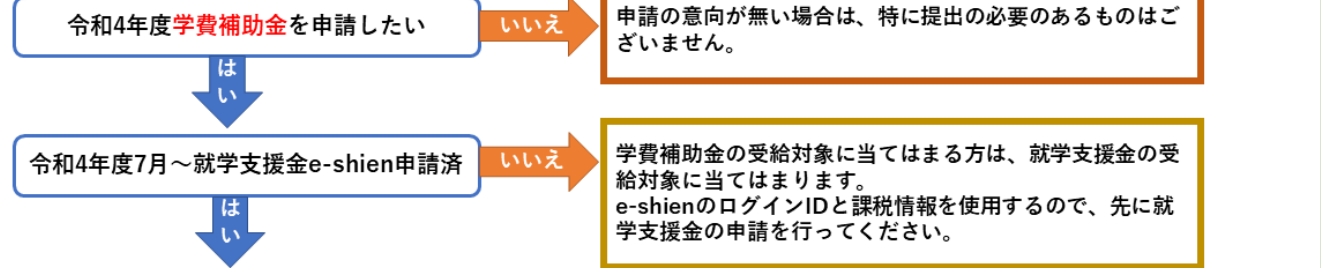 令和4年度学費補助金を申請したい
いいえ
申請の意向が無い場合は、特に提出の必要のあるものはご
ざいません。
は
い
令和4年度7月～就学支援金e-shien申請済
いいえ
学費補助金の受給対象に当てはまる方は、就学支援金の受
給対象に当てはまります。
e-shienのログインIDと課税情報を使用するので、先に就
学支援金の申請を行ってください。
は
い